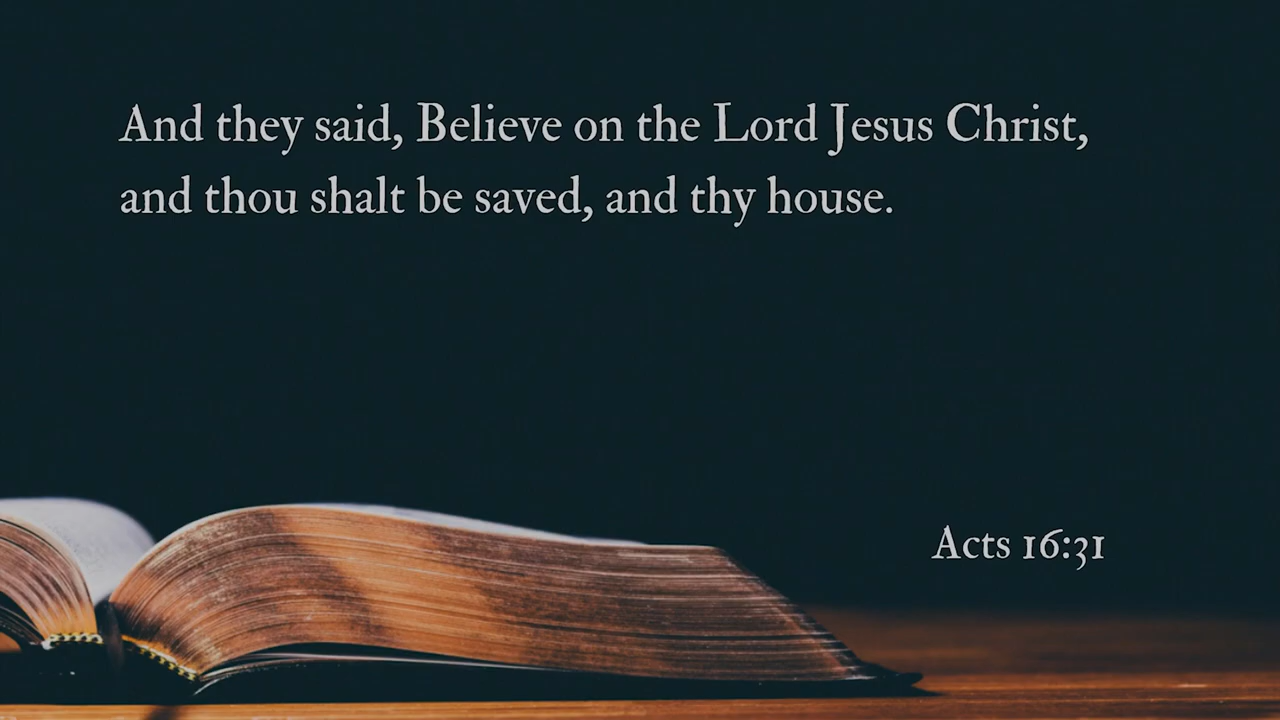 And they said, Believe on the Lord Jesus Christ,
and thou shalt be saved, and thy house.
Acts 16:31